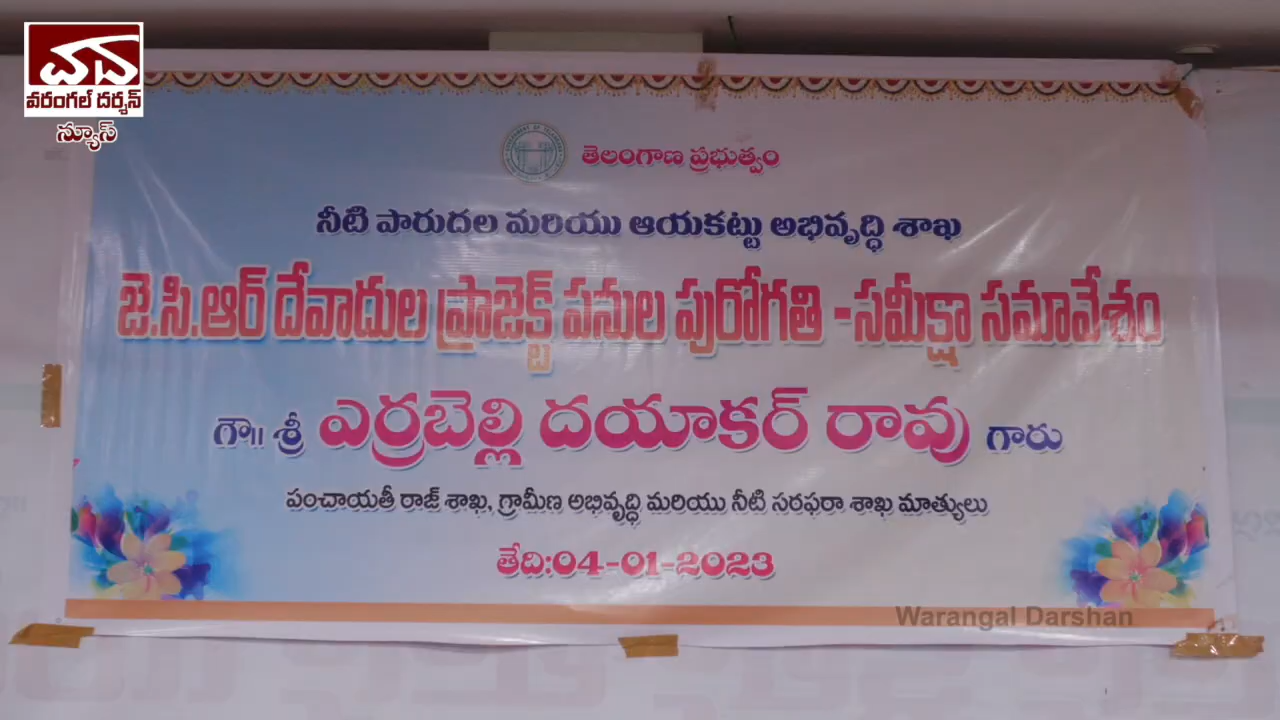 వద
వరంగల్ దర్శన్
న్యూస్
తెలంగాణ ప్రభుత్వం
నీటి పారుదల మరియు ఆయకట్టు అభివృద్ధి శాఖ
జె.సి.ఆర్ దేవాదుల ప్రాజెక్ట్ పనుల పురోగతి -సమీక్షా సమావేశం
గౌ॥ శ్రీ ఎర్రబెల్లి దయాకర్ రావు గారు
పంచాయతీ రాజ్ శాఖ, గ్రామీణ అభివృద్ధి మరియు నీటి సరఫరా శాఖ మాత్యులు
తేది:04-01-2023
Warangal Darshan